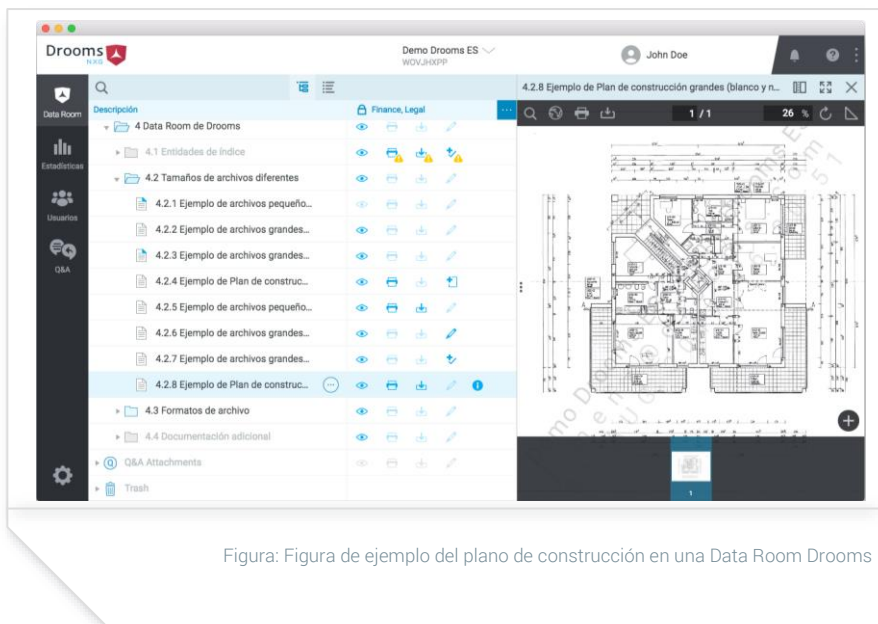 Drooms
NXG
Demo Drooms ES
WOVJHXPP
John Doe
Data Room
Estadísticas
Usuarios
Q&A
Descripción
Finance, Legal
4 Data Room de Drooms
4.1 Entidades de índice
4.2 Tamaños de archivos diferentes
4.2.1 Ejemplo de archivos pequeño...
4.2.2 Ejemplo de archivos grandes...
4.2.3 Ejemplo de archivos grandes...
4.2.4 Ejemplo de Plan de construc...
4.2.5 Ejemplo de archivos pequeño...
4.2.6 Ejemplo de archivos grandes...
4.2.7 Ejemplo de archivos grandes...
4.2.8 Ejemplo de Plan de construc...
4.3 Formatos de archivo
4.4 Documentación adicional
Q&A Attachments
Trash
4.2.8 Ejemplo de Plan de construcción grandes (blanco y n...
1 / 1
26 %
1
Figura: Figura de ejemplo del plano de construcción en una Data Room Drooms